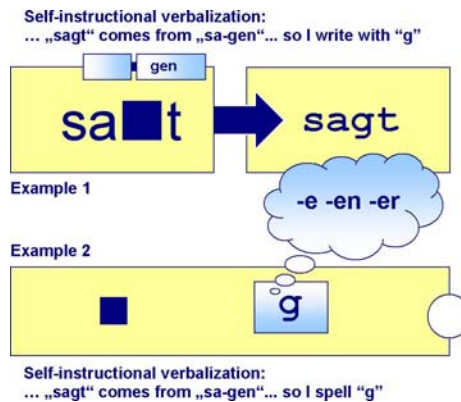 Self-instructional verbalization:
... „sagt“ comes from „sa-gen“... so I write with “g”
gen
sa t
sagt
Example 1
-e -en -er
Example 2
g
Self-instructional verbalization:
... „sagt“ comes from „sa-gen“... so I spell “g”